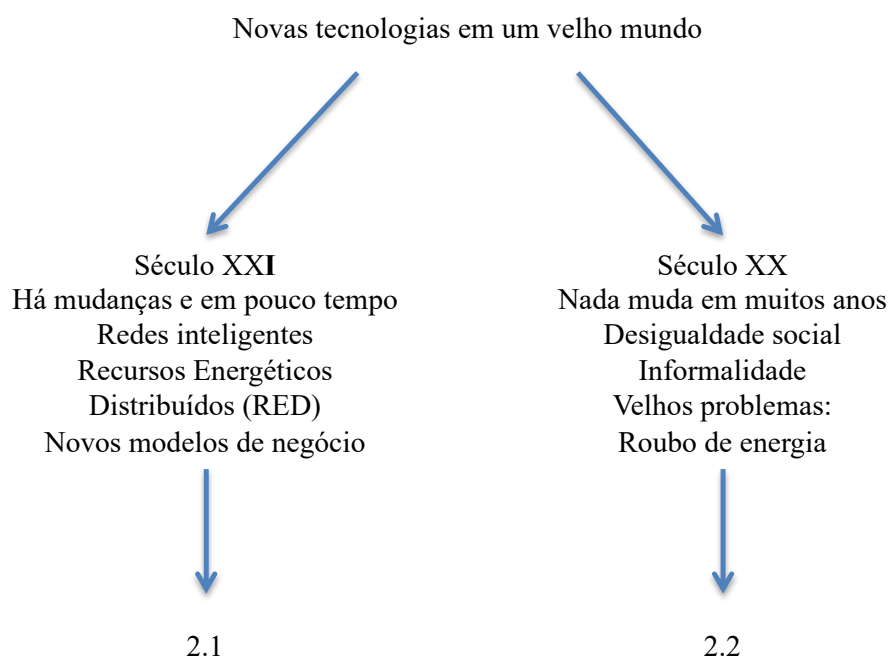 Novas tecnologias em um velho mundo
Século XXI
Há mudanças e em pouco tempo
Redes inteligentes
Recursos Energéticos
Distribuídos (RED)
Novos modelos de negócio
2.1
Século XX
Nada muda em muitos anos
Desigualdade social
Informalidade
Velhos problemas:
Roubo de energia
2.2